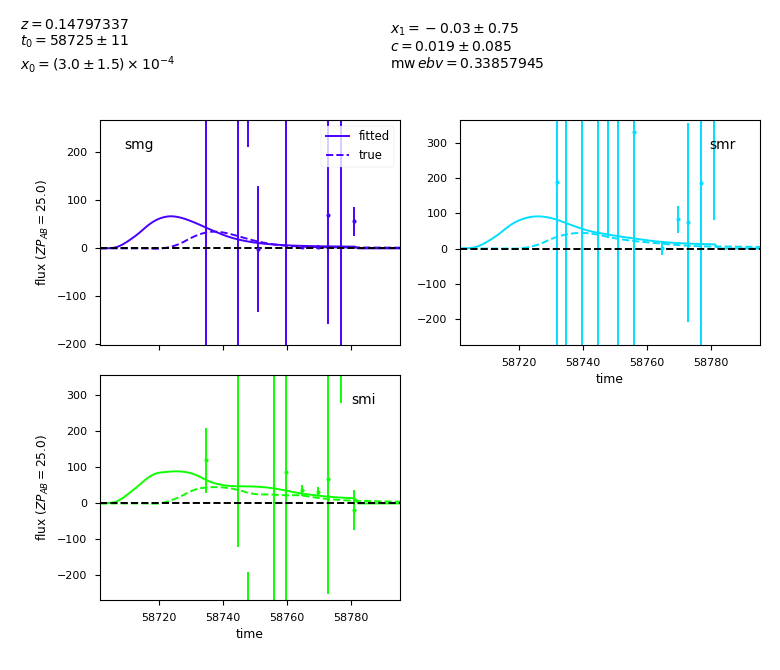 z = 0.14797337
t₀ = 58725 ± 11
x₀ = (3.0 ± 1.5) × 10⁻⁴
x₁ = −0.03 ± 0.75
c = 0.019 ± 0.085
mw ebv = 0.33857945
smg
fitted
true
200
100
0
−100
−200
flux (ZP_AB = 25.0)
smr
300
200
100
0
−100
−200
58720 58740 58760 58780
time
smi
300
200
100
0
−100
−200
flux (ZP_AB = 25.0)
58720 58740 58760 58780
time